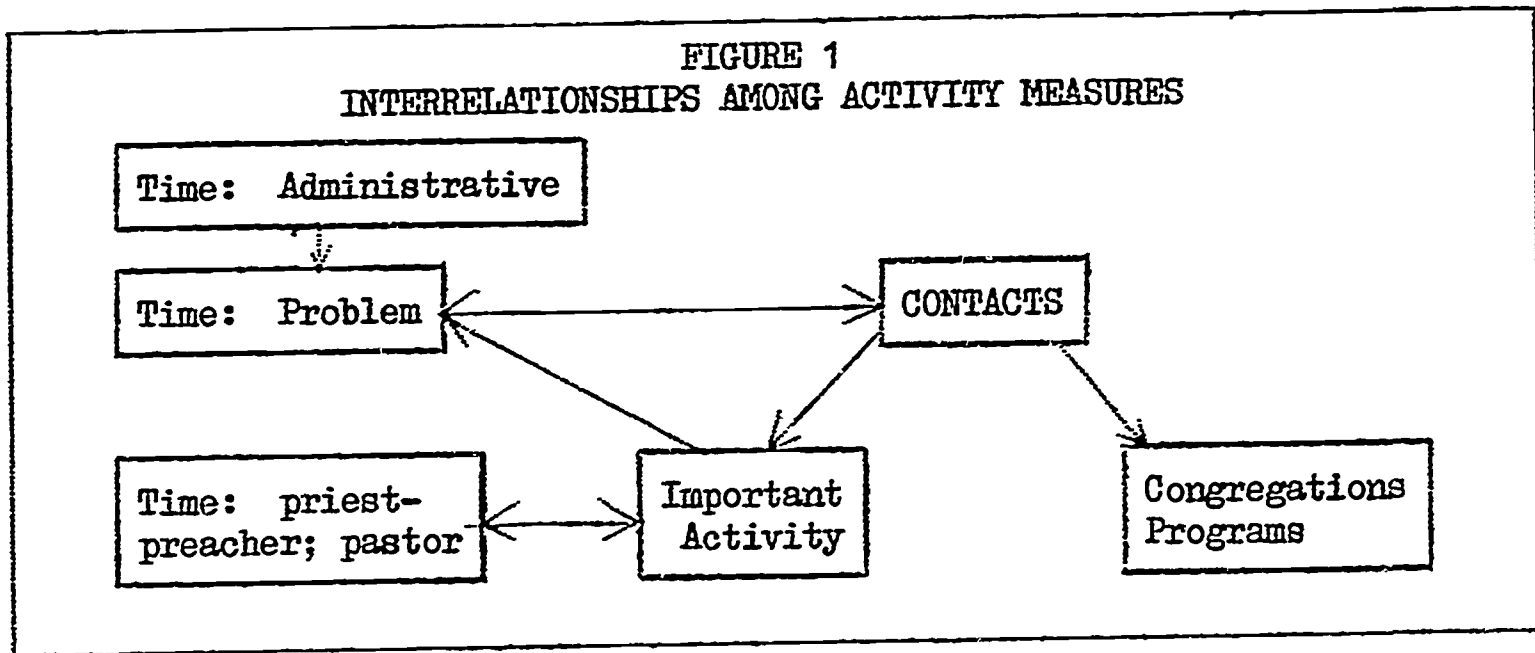 FIGURE 1
INTERRELATIONSHIPS AMONG ACTIVITY MEASURES
Time: Administrative
Time: Problem
CONTACTS
Time: priest-
preacher; pastor
Important
Activity
Congregations
Programs